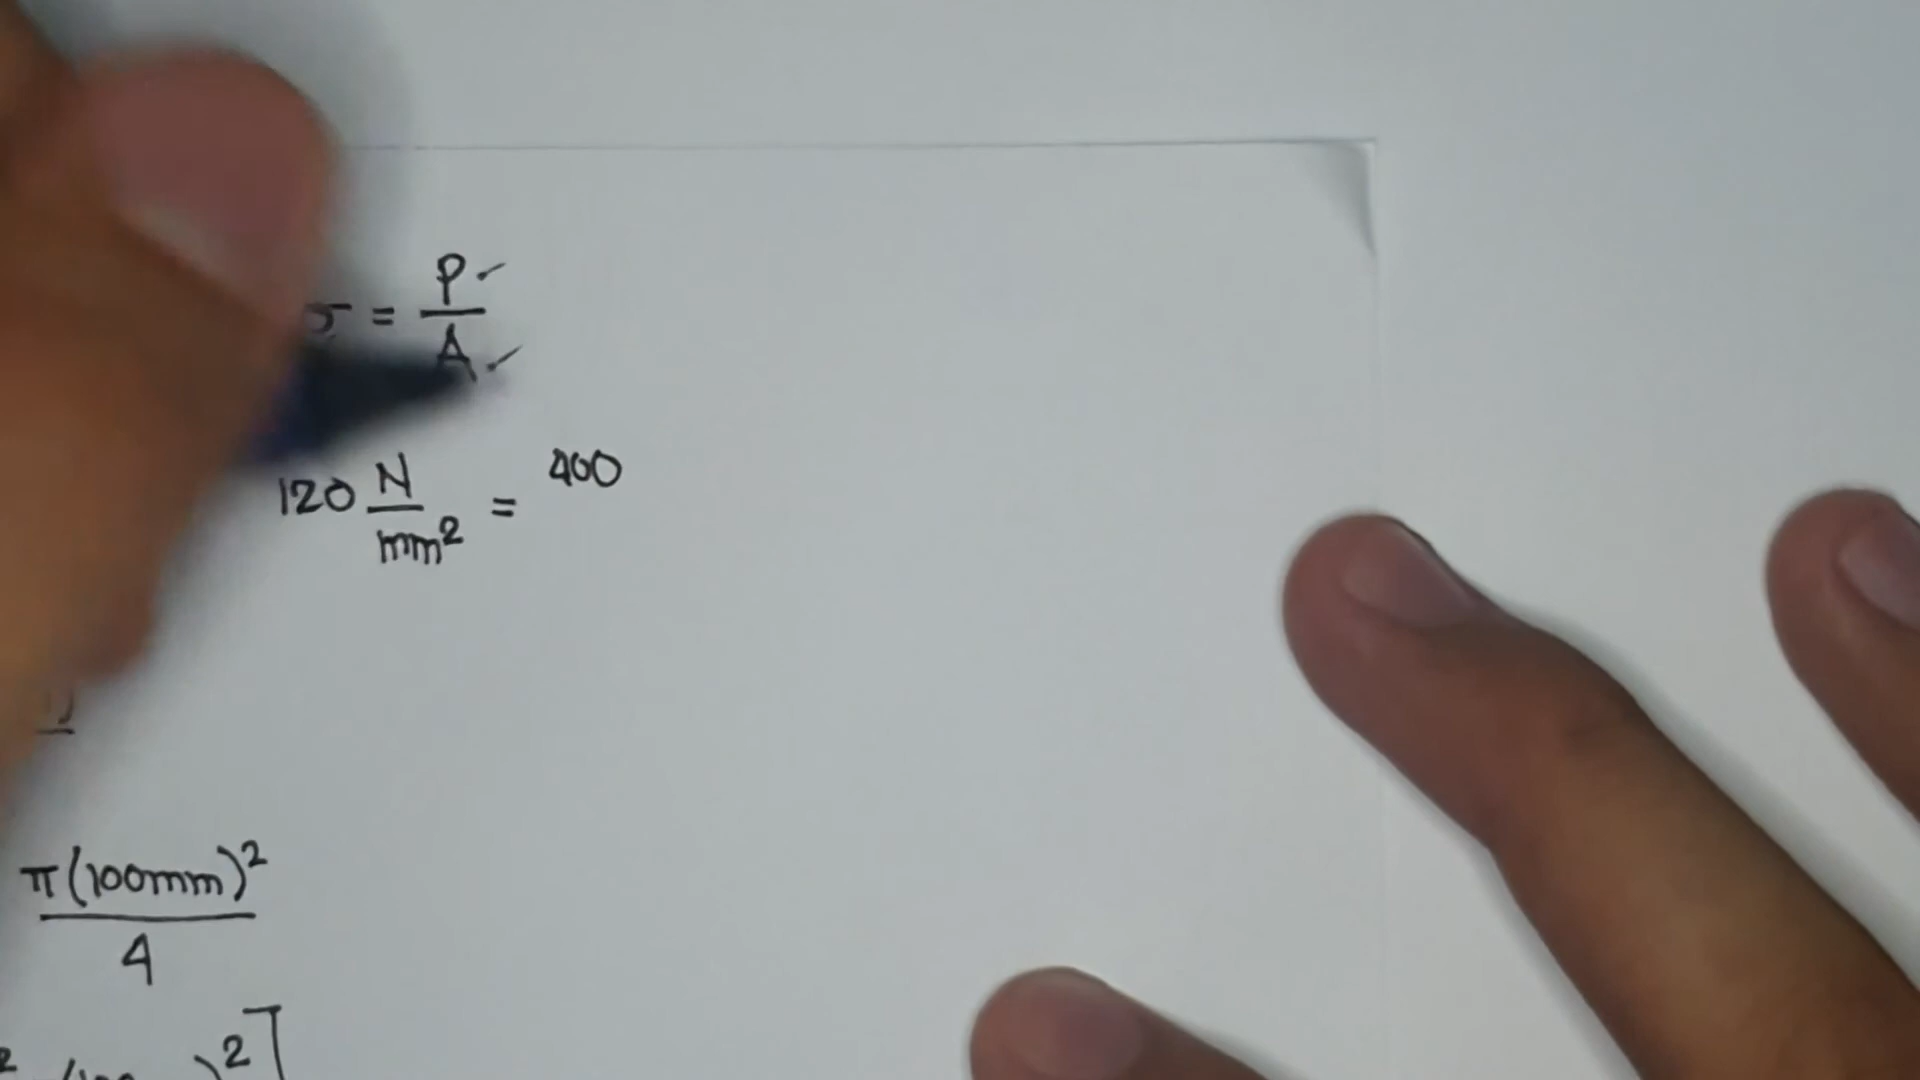 σ = P/A
120 N/mm² = 400
π(100mm)²/4
)²]